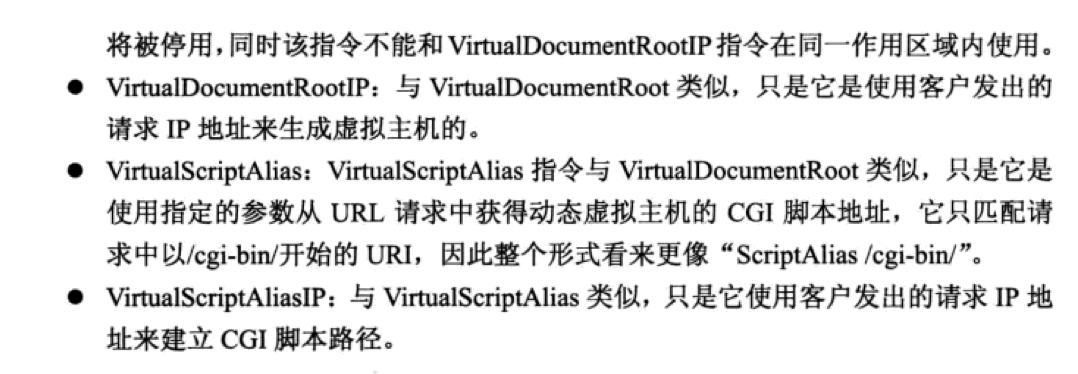 将被停用，同时该指令不能和 VirtualDocumentRootIP 指令在同一作用区域内使用。
● VirtualDocumentRootIP：与 VirtualDocumentRoot 类似，只是它是使用客户发出的
请求 IP 地址来生成虚拟主机的。
● VirtualScriptAlias：VirtualScriptAlias 指令与 VirtualDocumentRoot 类似，只是它是
使用指定的参数从 URL 请求中获得动态虚拟主机的 CGI 脚本地址，它只匹配请
求中以/cgi-bin/开始的 URI，因此整个形式看来更像“ScriptAlias /cgi-bin/”。
● VirtualScriptAliasIP：与 VirtualScriptAlias 类似，只是它使用客户发出的请求 IP 地
址来建立 CGI 脚本路径。